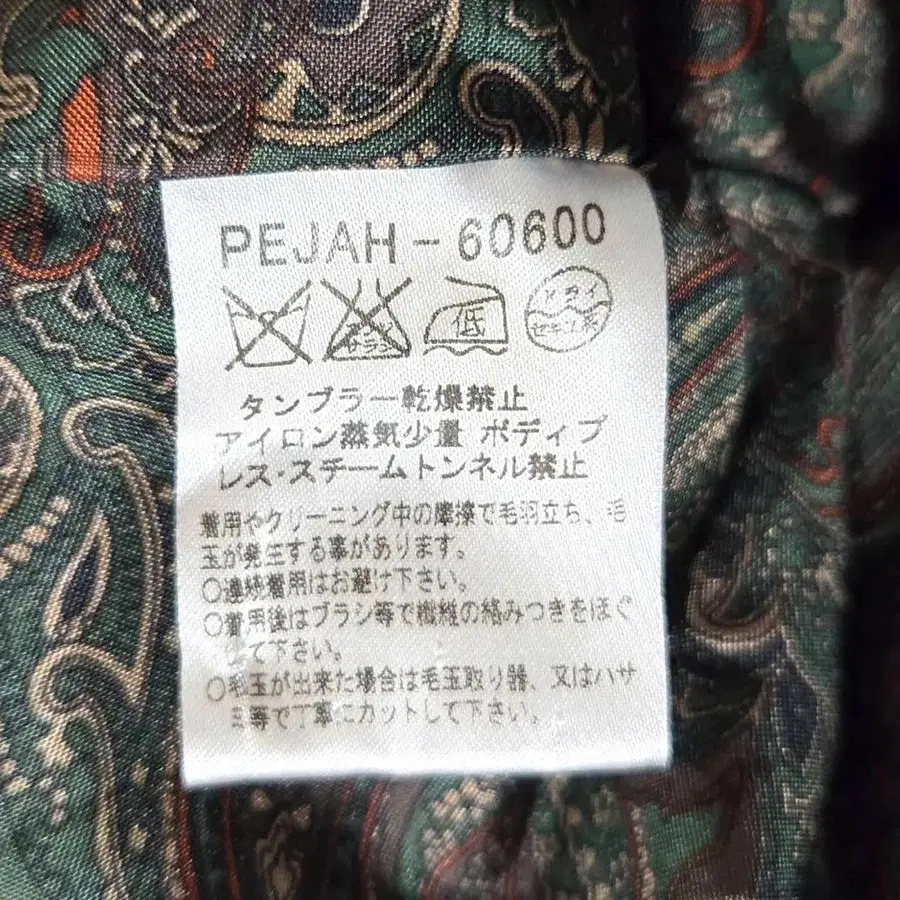 PEJAH-60600
エンソ サラシ 低 ドライ セキユ系
タンブラー乾燥禁止
アイロン蒸気少量 ボディプ
レス・スチームトンネル禁止
着用やクリーニング中の摩擦で毛羽立ち、毛
玉が発生する事があります。
○連続着用はお避け下さい。
○着用後はブラシ等で繊維の絡みつきをほぐ
して下さい。
○毛玉が出来た場合は毛玉取り器、又はハサ
ミ等で丁寧にカットして下さい。